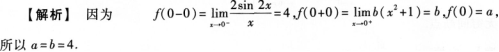 【解析】 因为 f(0-0)=lim_{x→0⁻} \frac{2sin 2x}{x}=4,f(0+0)=lim_{x→0⁺} b(x²+1)=b,f(0)=a,
所以 a=b=4.